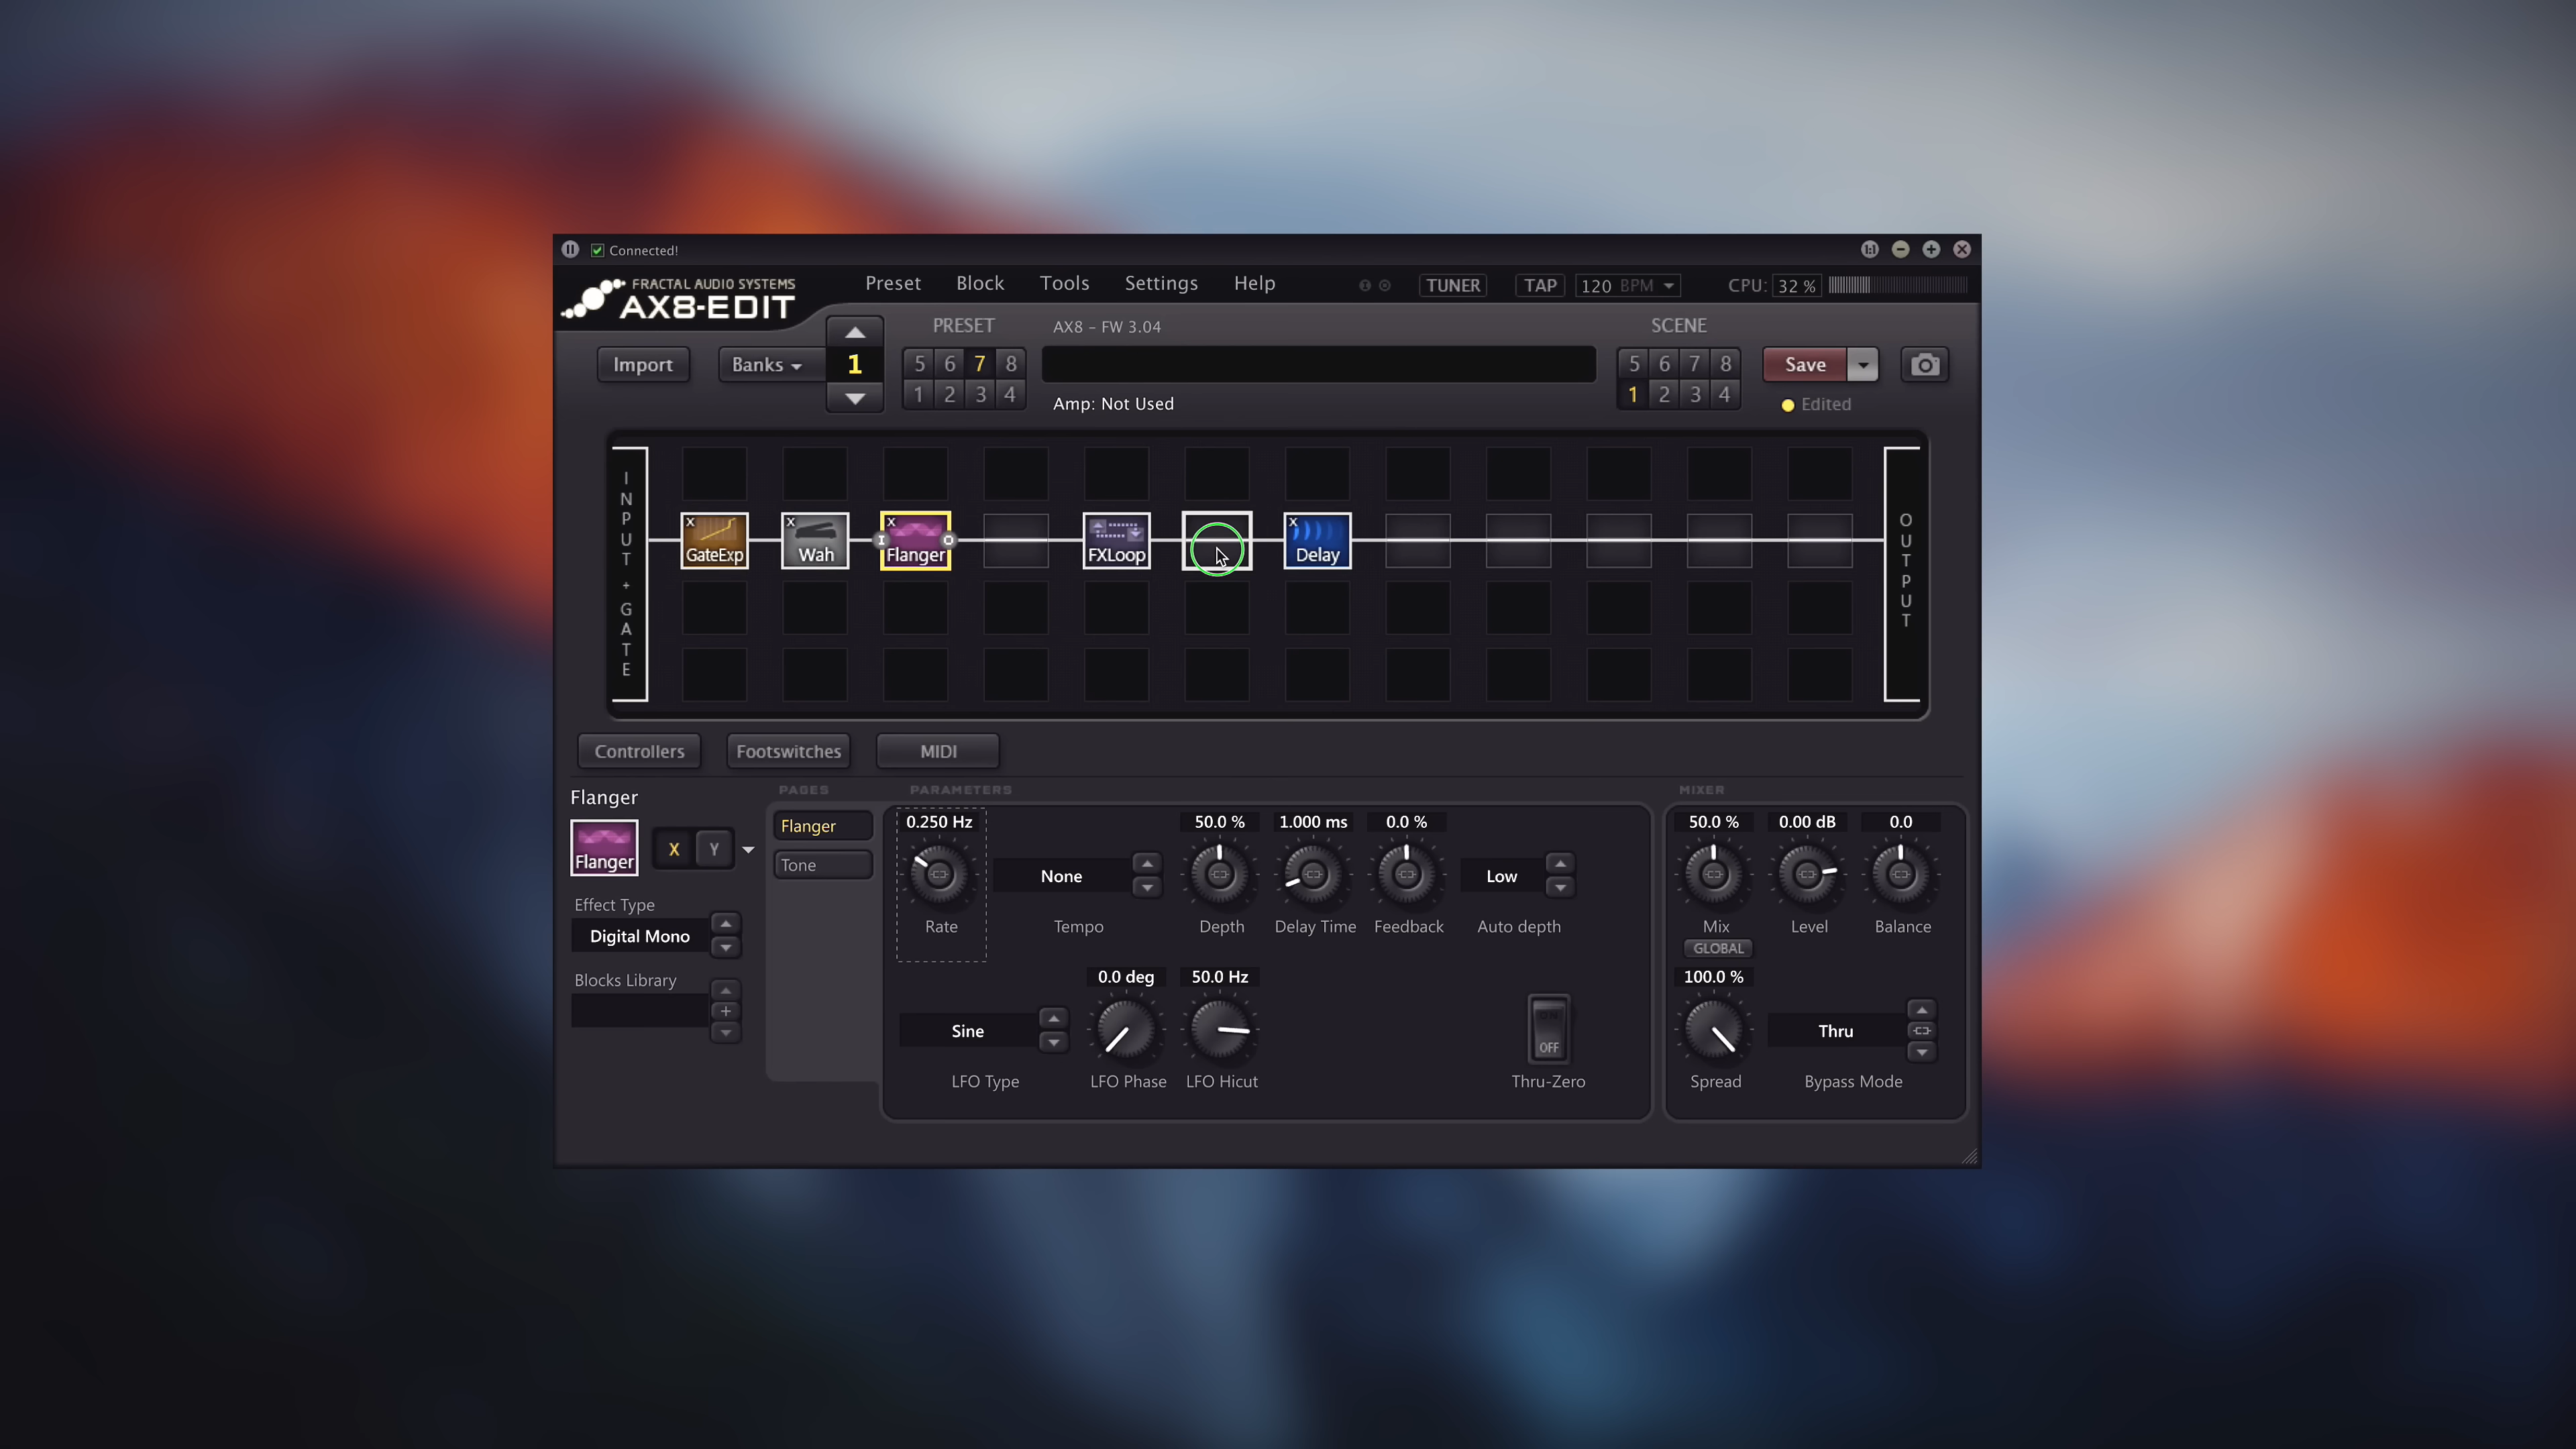 Connected!
FRACTAL AUDIO SYSTEMS
AX8-EDIT
Preset Block Tools Settings Help
TUNER TAP 120 BPM CPU: 32 %
PRESET AX8 - FW 3.04 SCENE
Import Banks 1
5 6 7 8
1 2 3 4
5 6 7 8
1 2 3 4
Save
Amp: Not Used
Edited
INPUT + GATE
X GateExp
X Wah
I X Flanger O
FXLoop
X Delay
OUTPUT
Controllers Footswitches MIDI
Flanger PAGES PARAMETERS MIXER
Flanger
X Y
Effect Type
Digital Mono
Blocks Library
+
Flanger
Tone
0.250 Hz 50.0 % 1.000 ms 0.0 %
None Low
Rate Tempo Depth Delay Time Feedback Auto depth
0.0 deg 50.0 Hz
Sine OFF
LFO Type LFO Phase LFO Hicut Thru-Zero
50.0 % 0.00 dB 0.0
Mix Level Balance
GLOBAL
100.0 %
Thru
Spread Bypass Mode